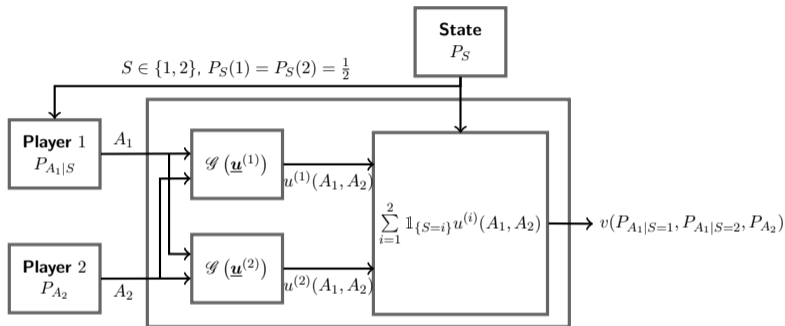 State
P_S
S ∈ {1, 2}, P_S(1) = P_S(2) = 1/2
Player 1
P_{A_1|S}
A_1
𝒢 (u̲^{(1)})
u^{(1)}(A_1, A_2)
∑_{i=1}^{2} 𝟙_{{S=i}} u^{(i)}(A_1, A_2)
v(P_{A_1|S=1}, P_{A_1|S=2}, P_{A_2})
Player 2
P_{A_2}
A_2
𝒢 (u̲^{(2)})
u^{(2)}(A_1, A_2)